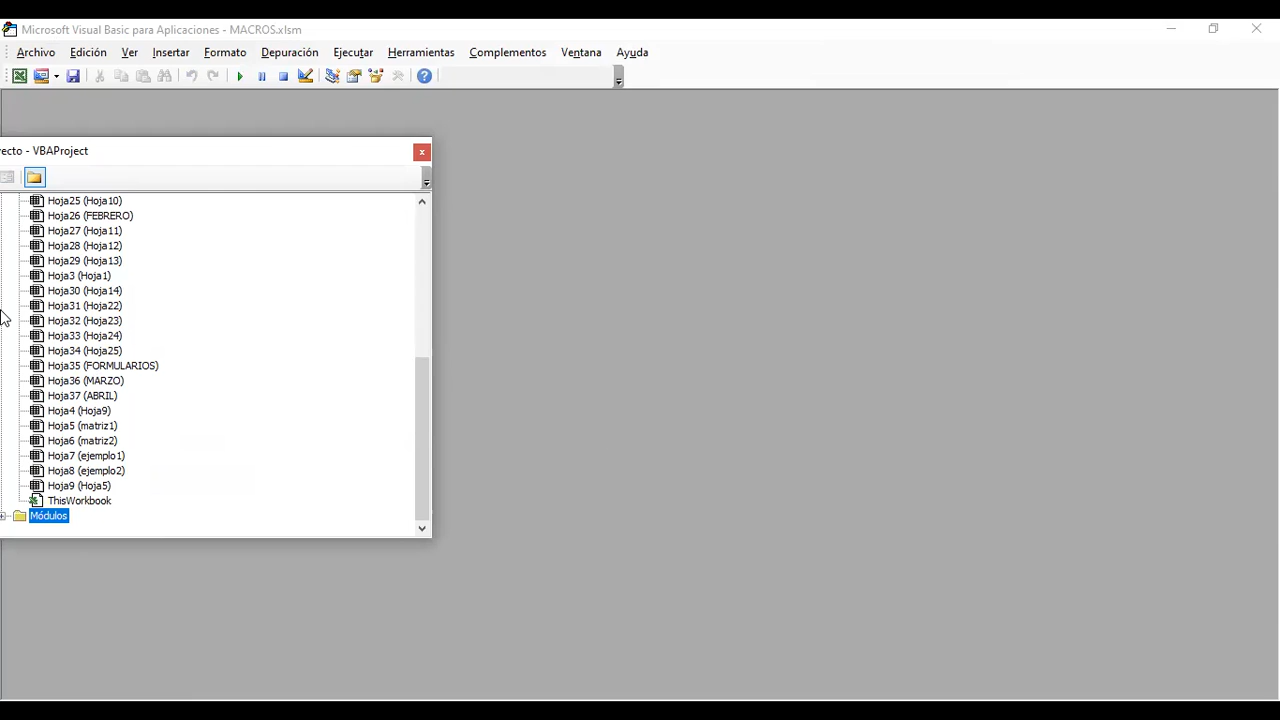 Microsoft Visual Basic para Aplicaciones - MACROS.xlsm
Archivo Edición Ver Insertar Formato Depuración Ejecutar Herramientas Complementos Ventana Ayuda
yecto - VBAProject
Hoja25 (Hoja10)
Hoja26 (FEBRERO)
Hoja27 (Hoja11)
Hoja28 (Hoja12)
Hoja29 (Hoja13)
Hoja3 (Hoja1)
Hoja30 (Hoja14)
Hoja31 (Hoja22)
Hoja32 (Hoja23)
Hoja33 (Hoja24)
Hoja34 (Hoja25)
Hoja35 (FORMULARIOS)
Hoja36 (MARZO)
Hoja37 (ABRIL)
Hoja4 (Hoja9)
Hoja5 (matriz1)
Hoja6 (matriz2)
Hoja7 (ejemplo1)
Hoja8 (ejemplo2)
Hoja9 (Hoja5)
ThisWorkbook
Módulos